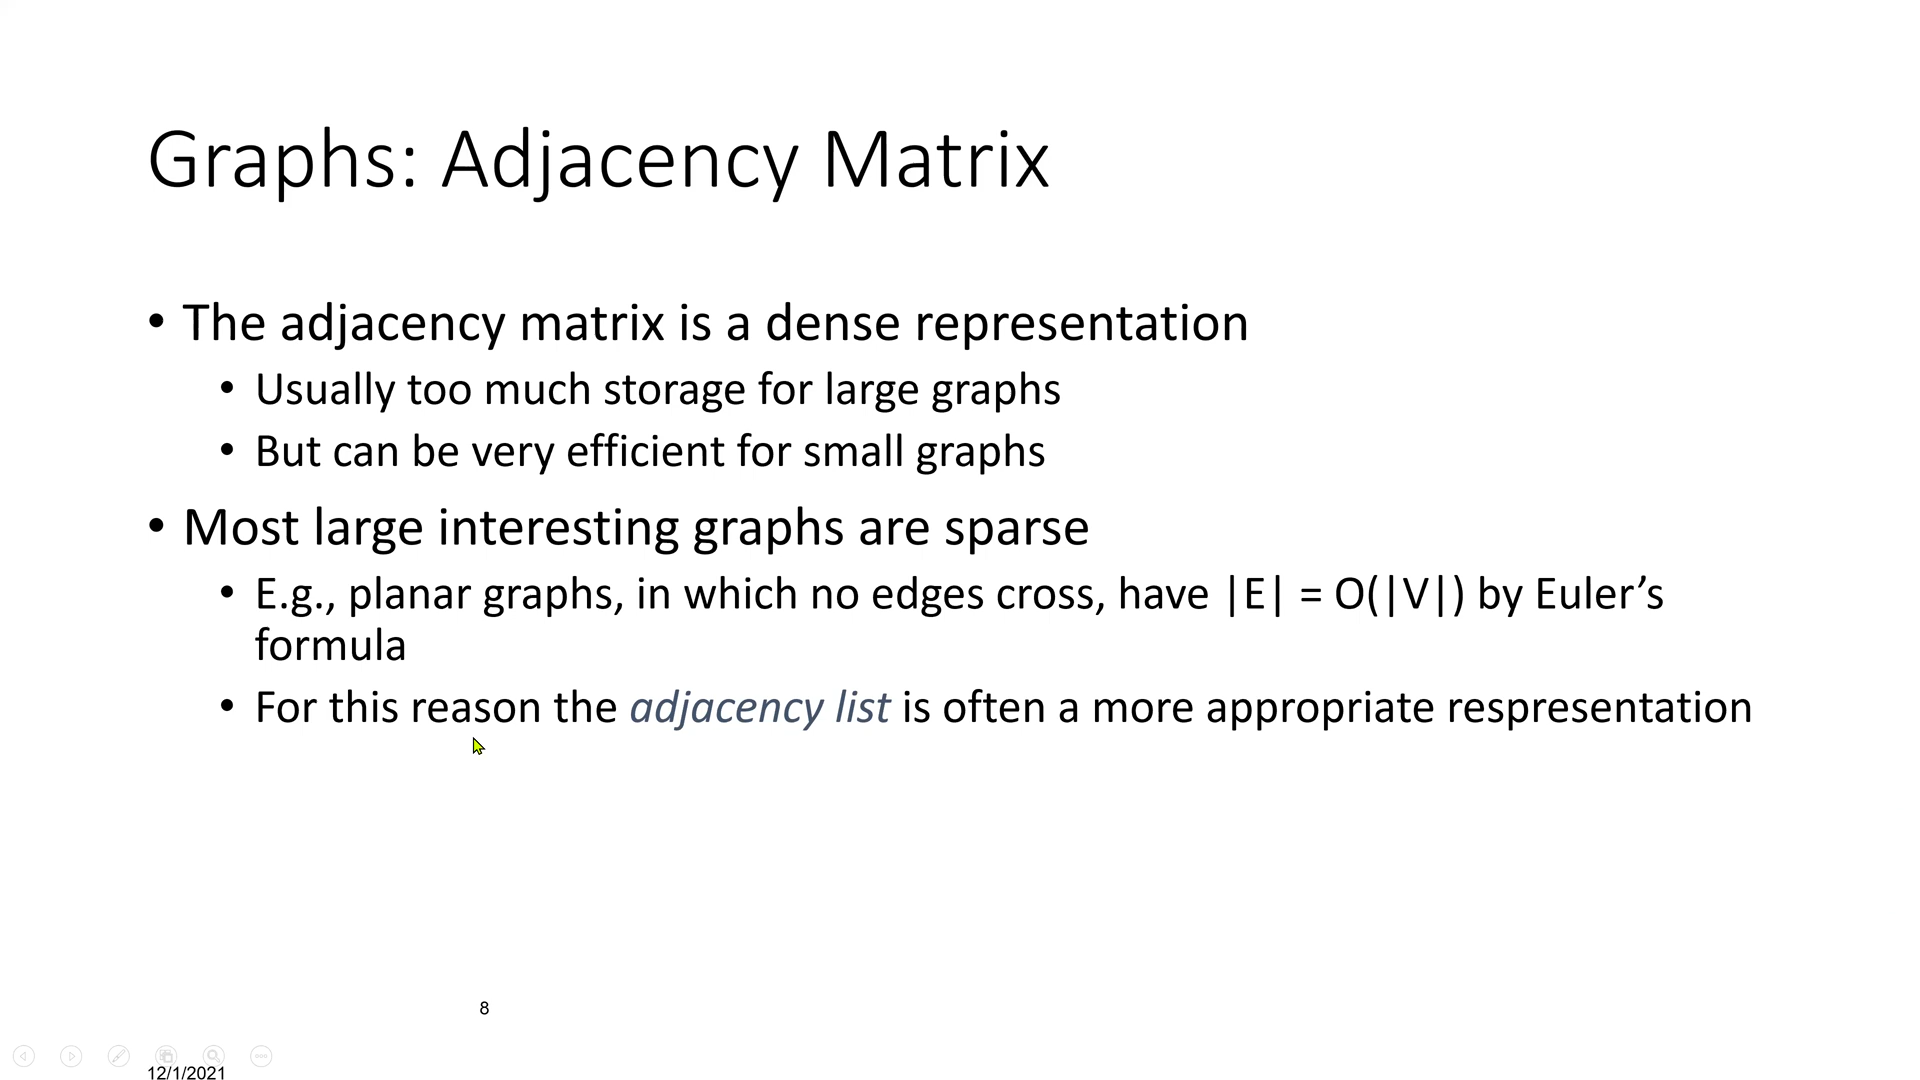 Graphs: Adjacency Matrix
• The adjacency matrix is a dense representation
• Usually too much storage for large graphs
• But can be very efficient for small graphs
• Most large interesting graphs are sparse
• E.g., planar graphs, in which no edges cross, have |E| = O(|V|) by Euler’s
formula
• For this reason the adjacency list is often a more appropriate respresentation
8
12/1/2021